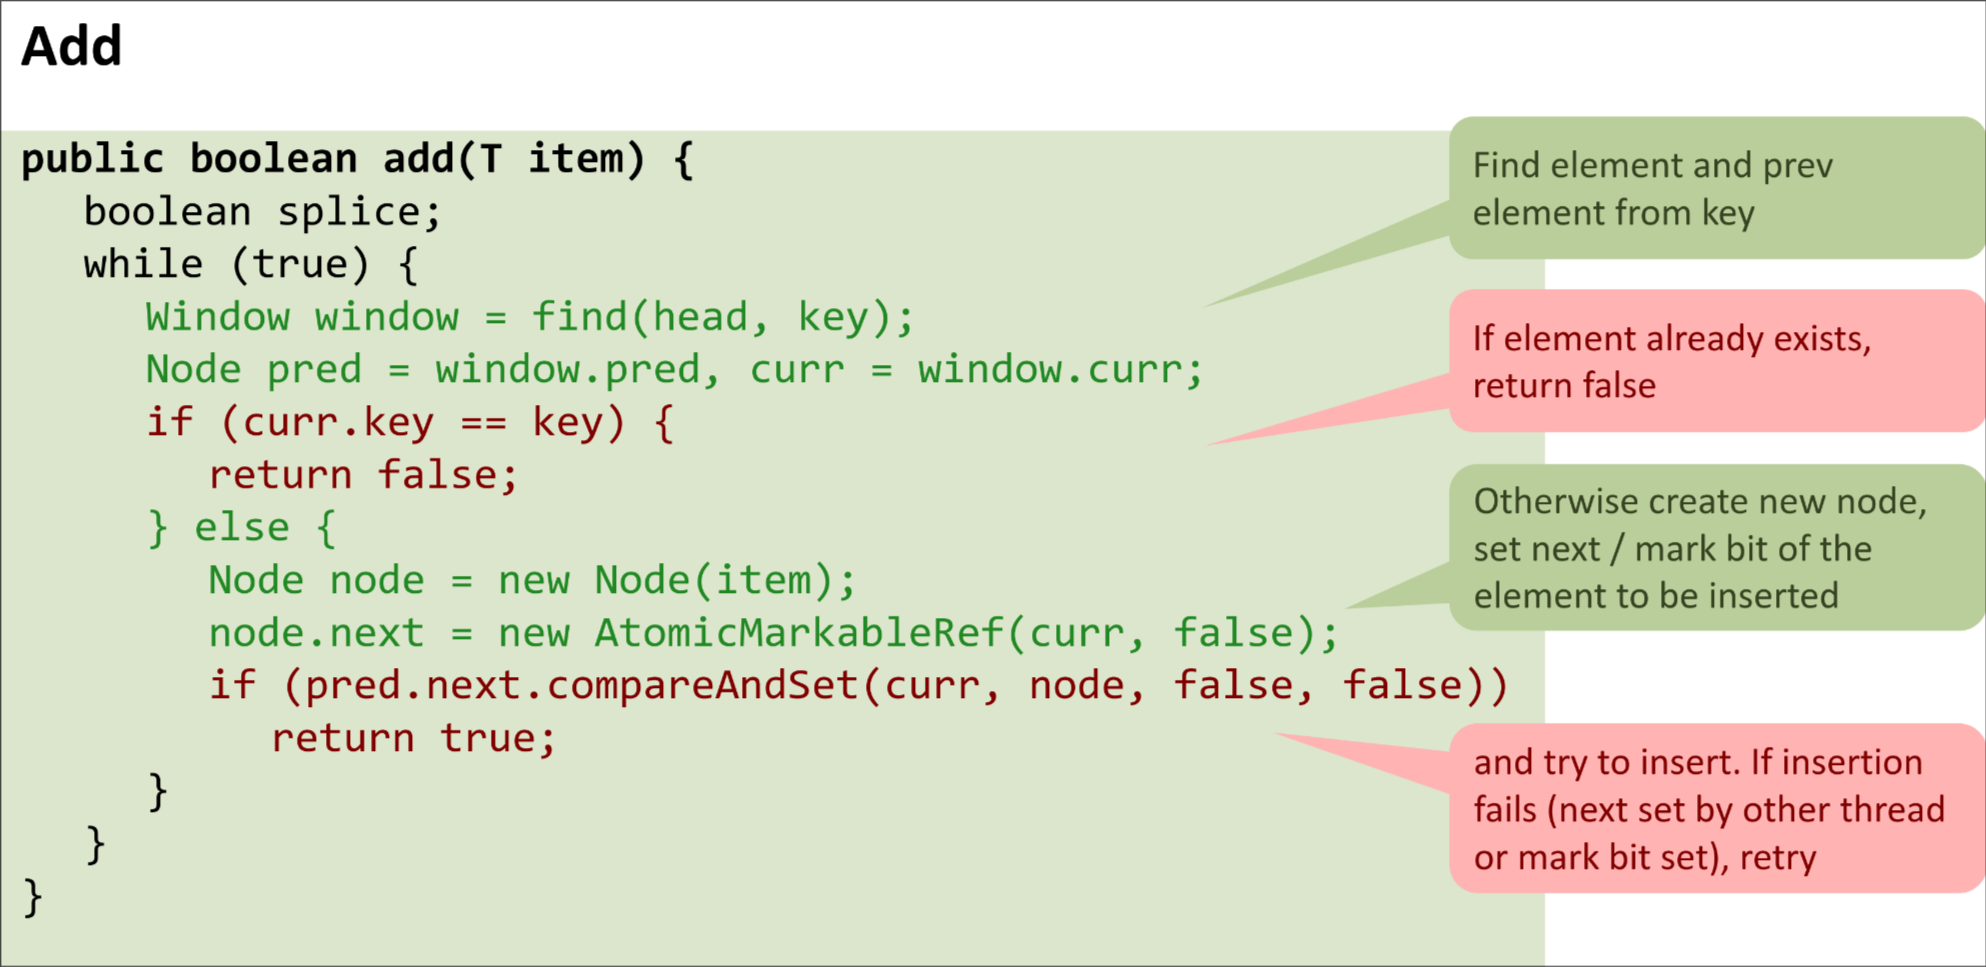 Add
public boolean add(T item) {
boolean splice;
while (true) {
Window window = find(head, key);
Node pred = window.pred, curr = window.curr;
if (curr.key == key) {
return false;
} else {
Node node = new Node(item);
node.next = new AtomicMarkableRef(curr, false);
if (pred.next.compareAndSet(curr, node, false, false))
return true;
}
}
}
Find element and prev
element from key
If element already exists,
return false
Otherwise create new node,
set next / mark bit of the
element to be inserted
and try to insert. If insertion
fails (next set by other thread
or mark bit set), retry